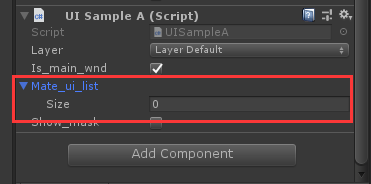 UI Sample A (Script)
Script UISampleA
Layer Layer Default
Is_main_wnd
Mate_ui_list
Size 0
Show_mask
Add Component